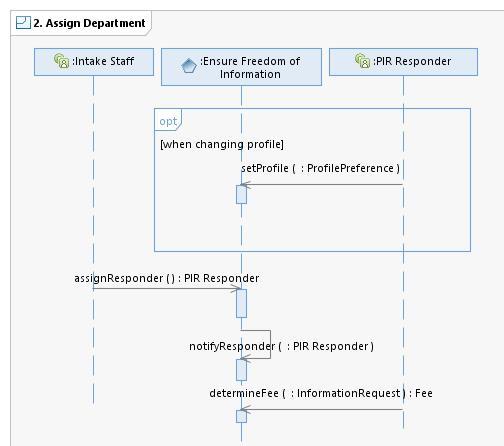 2. Assign Department
:Intake Staff
:Ensure Freedom of
Information
:PIR Responder
opt
[when changing profile]
setProfile ( : ProfilePreference )
assignResponder ( ) : PIR Responder
notifyResponder ( : PIR Responder )
determineFee ( : InformationRequest ) : Fee